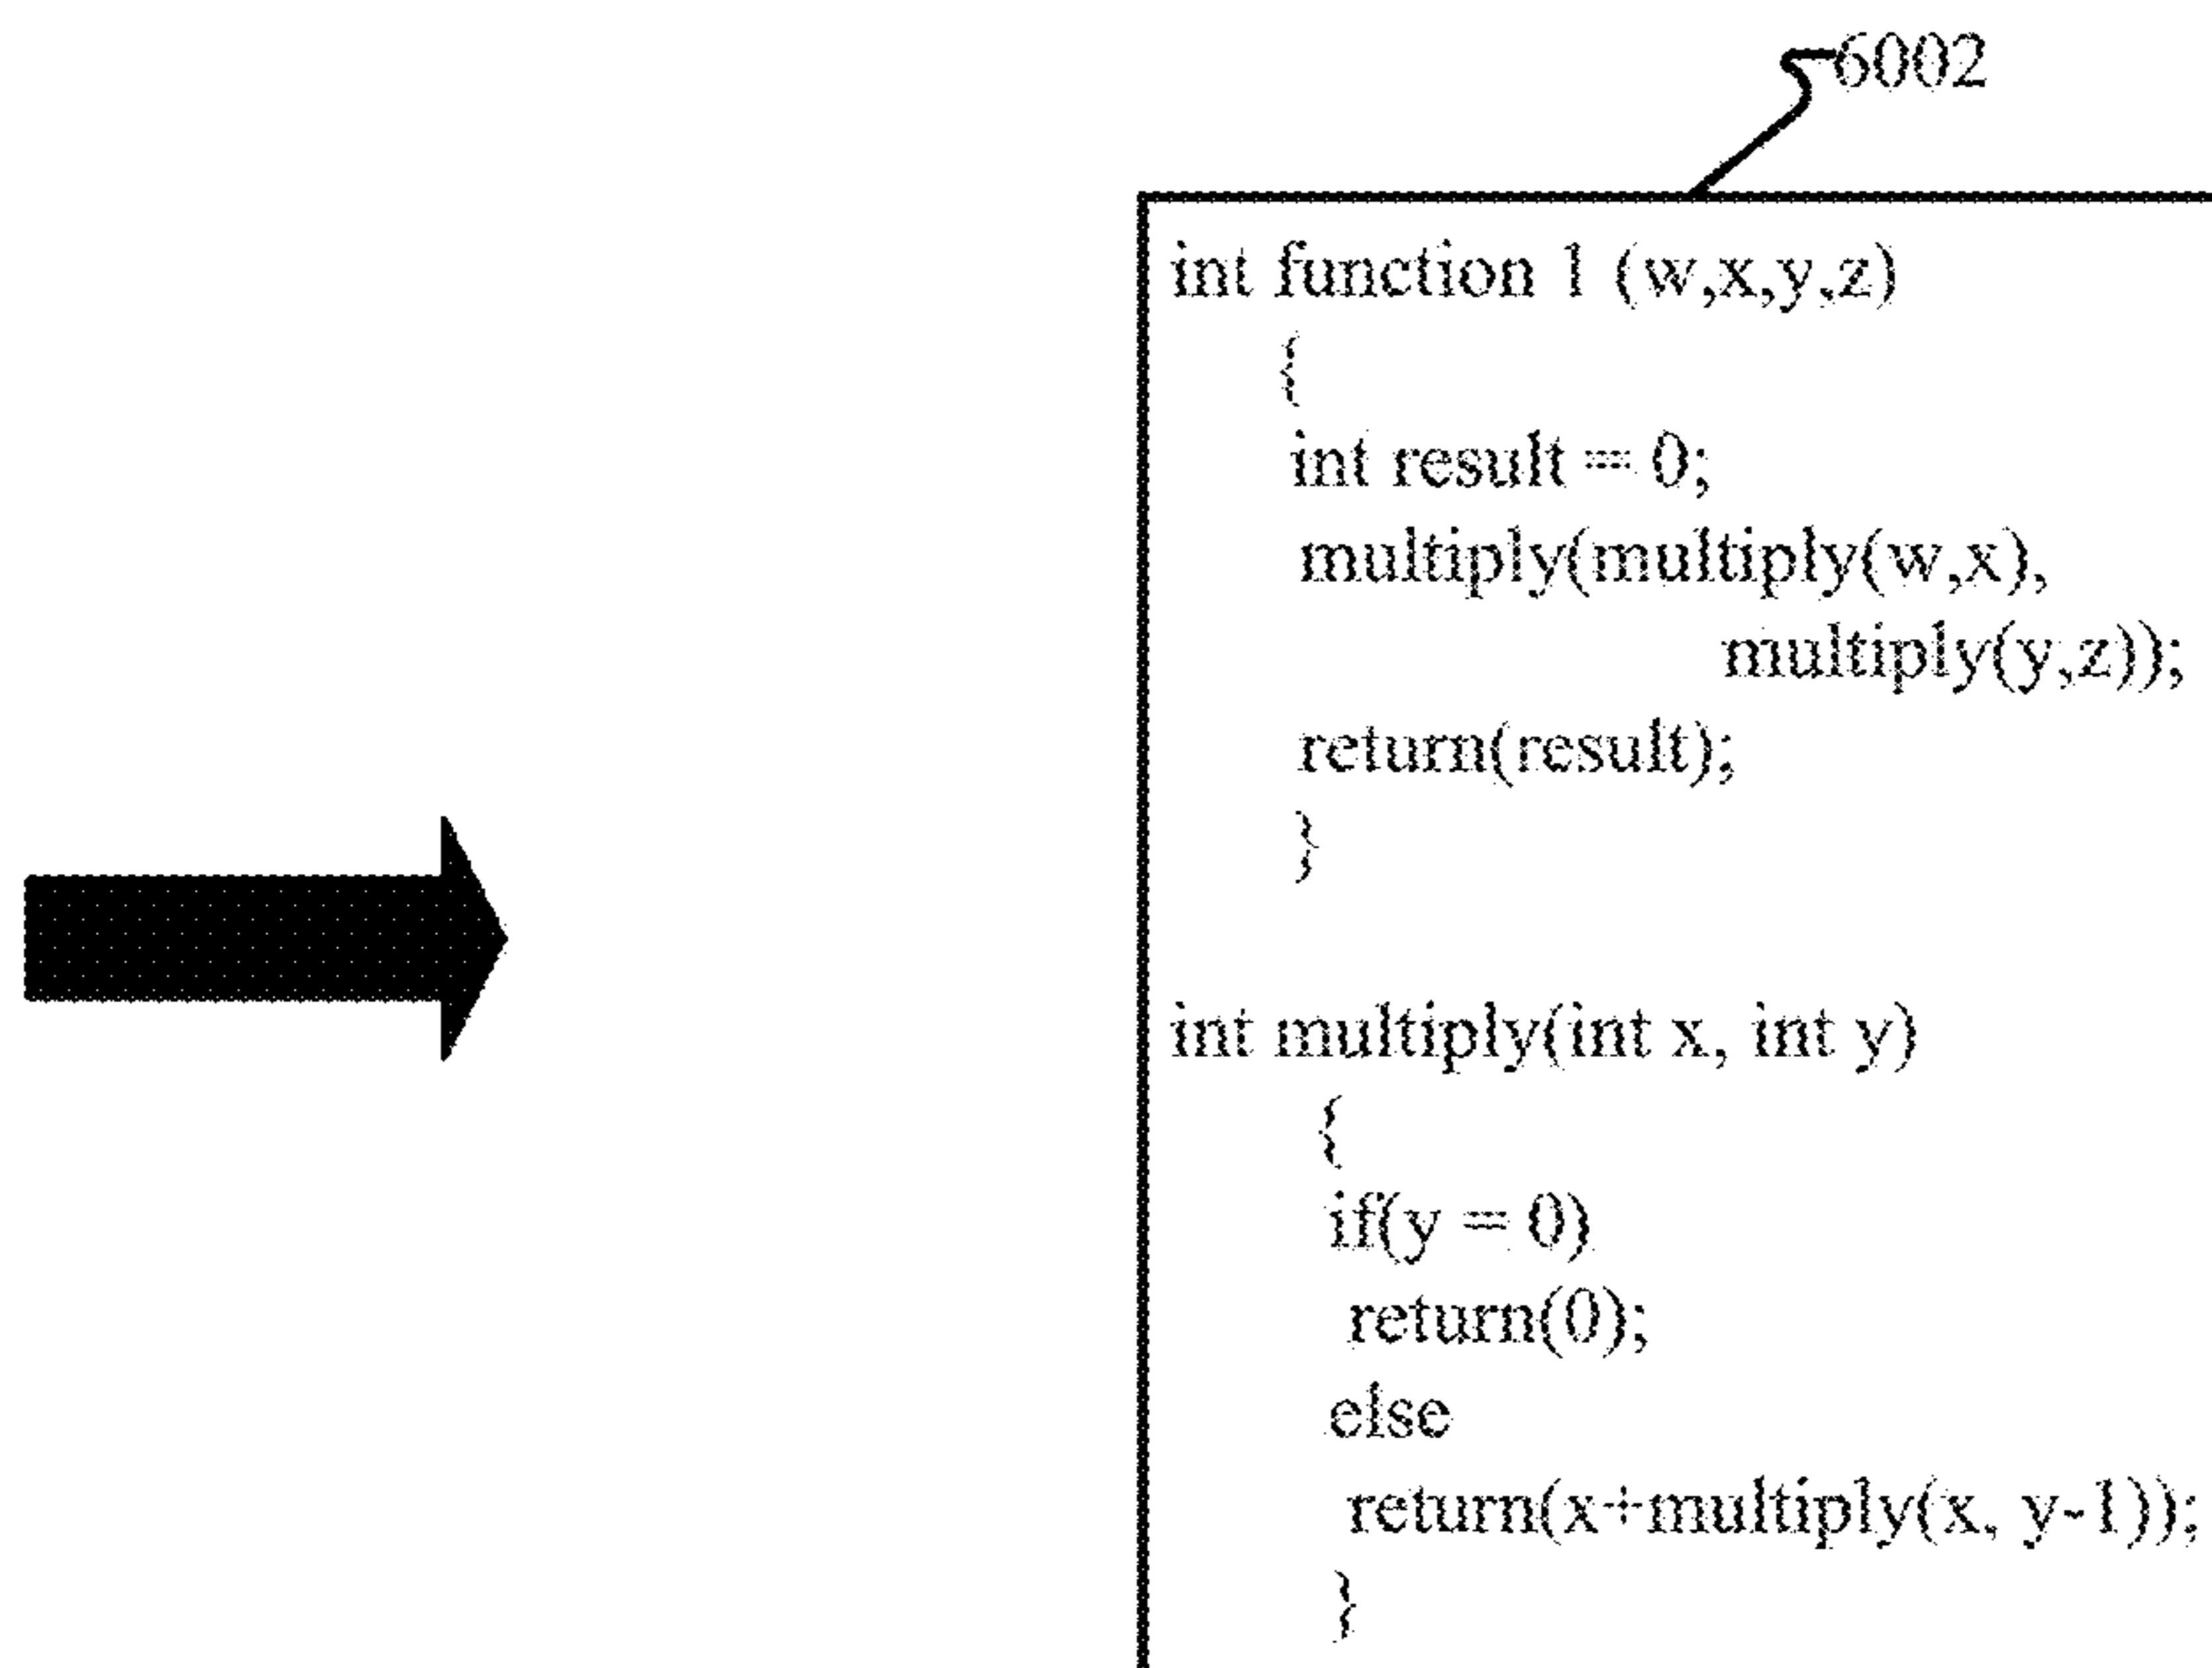 6002
int function 1 (w,x,y,z)
{
int result = 0;
multiply(multiply(w,x),
multiply(y,z));
return(result);
}
int multiply(int x, int y)
{
if(y = 0)
return(0);
else
return(x+multiply(x, y-1));
}